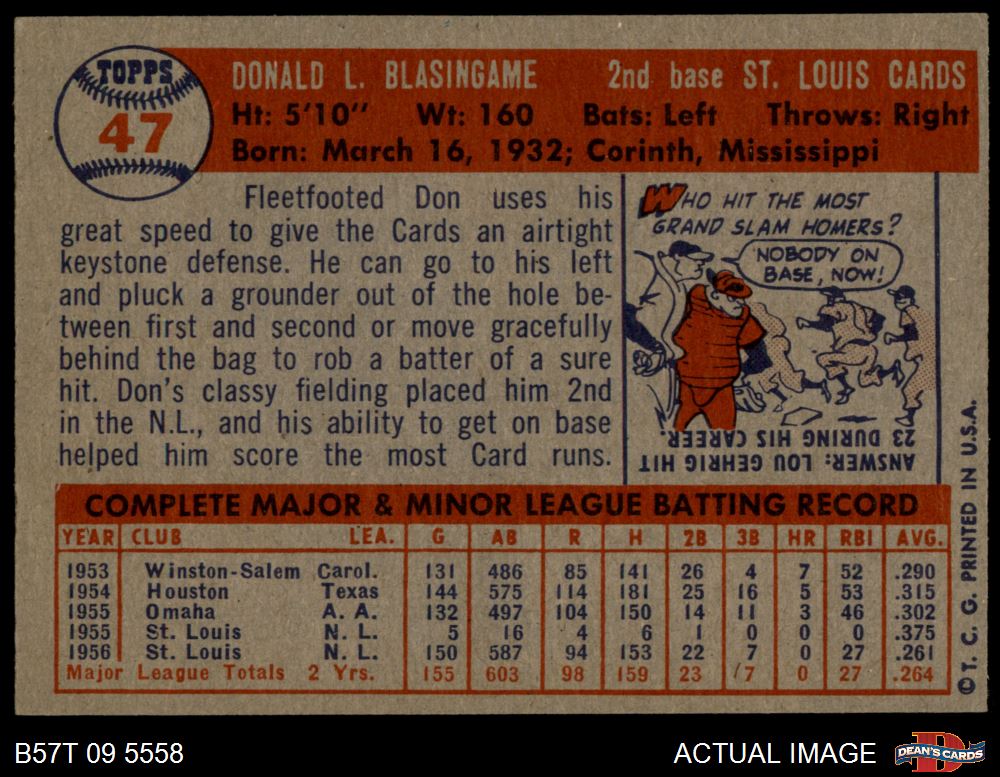 TOPPS
47
DONALD L. BLASINGAME 2nd base ST. LOUIS CARDS
Ht: 5'10" Wt: 160 Bats: Left Throws: Right
Born: March 16, 1932; Corinth, Mississippi
Fleetfooted Don uses his
great speed to give the Cards an airtight
keystone defense. He can go to his left
and pluck a grounder out of the hole be-
tween first and second or move gracefully
behind the bag to rob a batter of a sure
hit. Don's classy fielding placed him 2nd
in the N.L., and his ability to get on base
helped him score the most Card runs.
WHO HIT THE MOST
GRAND SLAM HOMERS?
NOBODY ON
BASE, NOW!
ANSWER: LOU GEHRIG HIT
23 DURING HIS CAREER.
COMPLETE MAJOR & MINOR LEAGUE BATTING RECORD
YEAR CLUB LEA. G AB R H 2B 3B HR RBI AVG.
1953 Winston-Salem Carol. 131 486 85 141 26 4 7 52 .290
1954 Houston Texas 144 575 114 181 25 16 5 53 .315
1955 Omaha A. A. 132 497 104 150 14 11 3 46 .302
1955 St. Louis N. L. 5 16 4 6 1 0 0 0 .375
1956 St. Louis N. L. 150 587 94 153 22 7 0 27 .261
Major League Totals 2 Yrs. 155 603 98 159 23 7 0 27 .264
© T. C. G. PRINTED IN U.S.A.
B57T 09 5558
ACTUAL IMAGE
DEAN'S CARDS